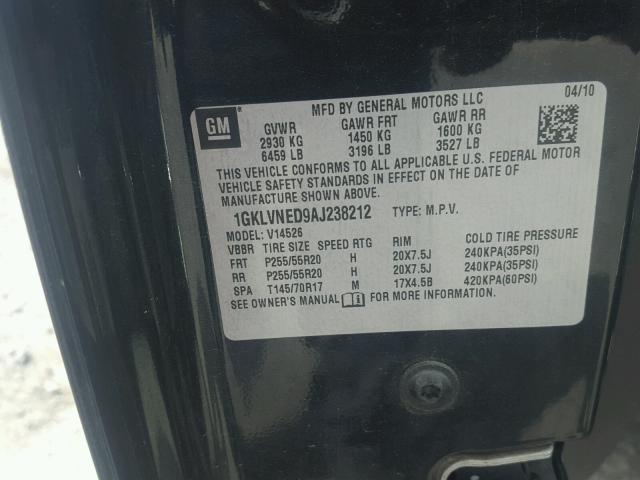 GM
MFD BY GENERAL MOTORS LLC 04/10
GVWR GAWR FRT GAWR RR
2930 KG 1450 KG 1600 KG
6459 LB 3196 LB 3527 LB
THIS VEHICLE CONFORMS TO ALL APPLICABLE U.S. FEDERAL MOTOR
VEHICLE SAFETY STANDARDS IN EFFECT ON THE DATE OF
MANUFACTURE SHOWN ABOVE.
1GKLVNED9AJ238212 TYPE: M.P.V.
MODEL: V14526
VBBR TIRE SIZE SPEED RTG RIM COLD TIRE PRESSURE
FRT P255/55R20 H 20X7.5J 240KPA(35PSI)
RR P255/55R20 H 20X7.5J 240KPA(35PSI)
SPA T145/70R17 M 17X4.5B 420KPA(60PSI)
SEE OWNER'S MANUAL FOR MORE INFORMATION.